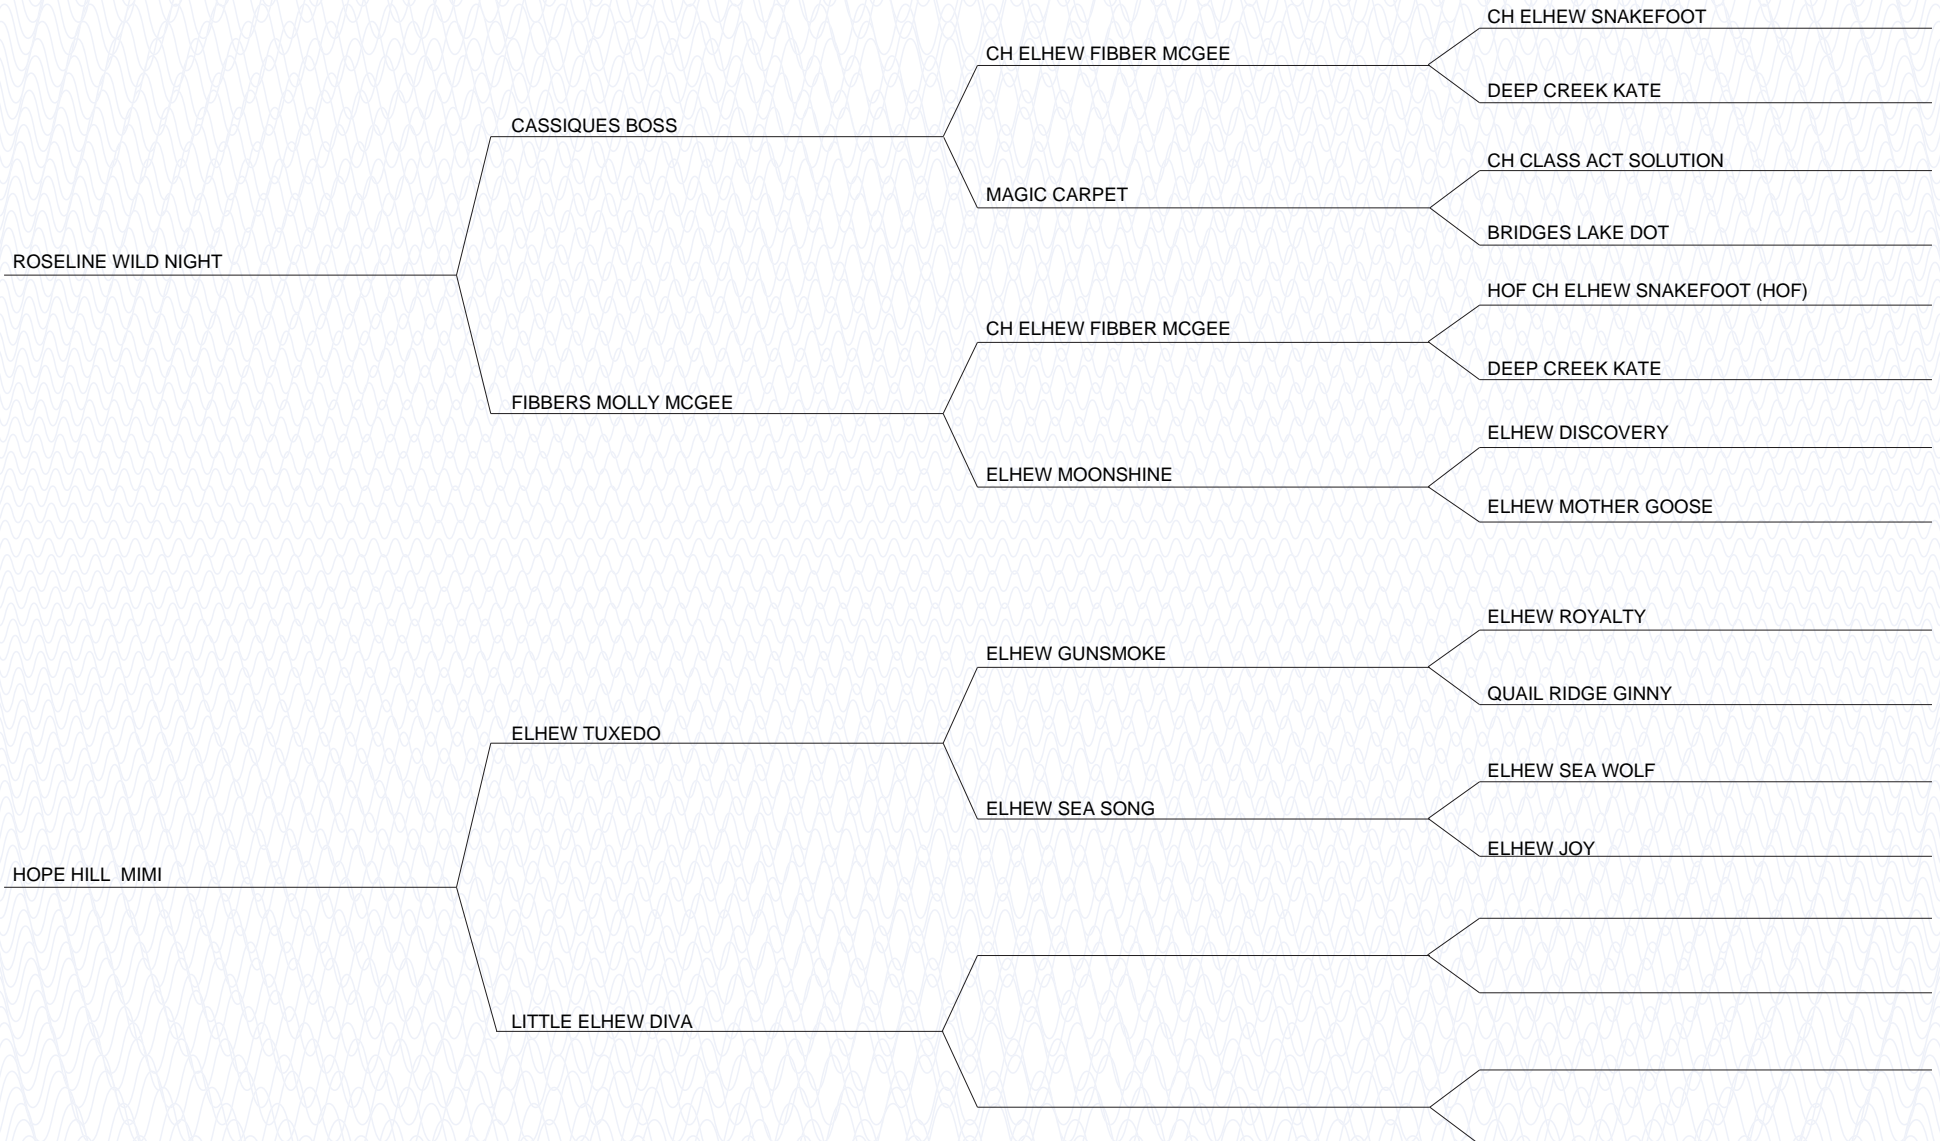 CH ELHEW SNAKEFOOT
CH ELHEW FIBBER MCGEE
DEEP CREEK KATE
CASSIQUES BOSS
CH CLASS ACT SOLUTION
MAGIC CARPET
BRIDGES LAKE DOT
ROSELINE WILD NIGHT
HOF CH ELHEW SNAKEFOOT (HOF)
CH ELHEW FIBBER MCGEE
DEEP CREEK KATE
FIBBERS MOLLY MCGEE
ELHEW DISCOVERY
ELHEW MOONSHINE
ELHEW MOTHER GOOSE
ELHEW ROYALTY
ELHEW GUNSMOKE
QUAIL RIDGE GINNY
ELHEW TUXEDO
ELHEW SEA WOLF
ELHEW SEA SONG
ELHEW JOY
HOPE HILL  MIMI
LITTLE ELHEW DIVA